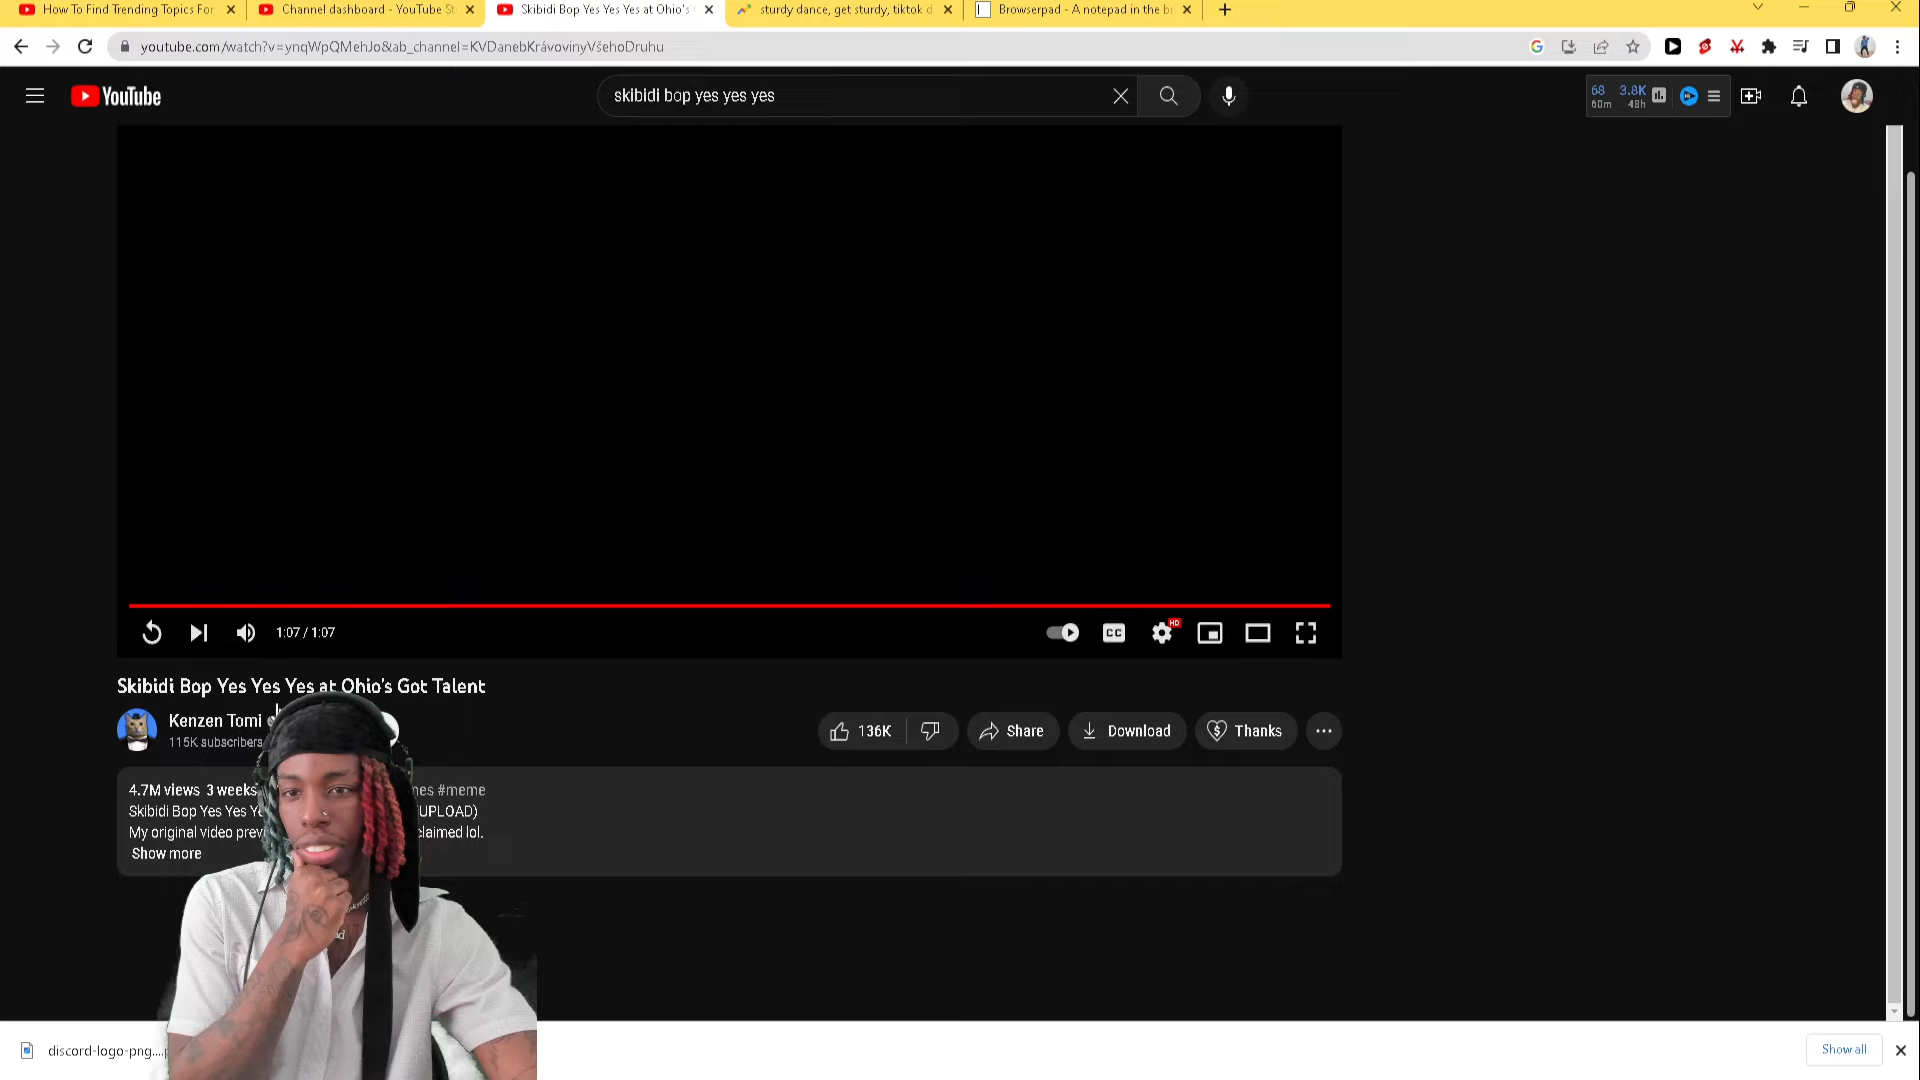 How To Find Trending Topics For
Channel dashboard - YouTube St
Skibidi Bop Yes Yes Yes at Ohio's
sturdy dance, get sturdy, tiktok d
Browserpad - A notepad in the br
youtube.com/watch?v=ynqWpQMehJo&ab_channel=KVDanebKrávovinyVšehoDruhu
YouTube
skibidi bop yes yes yes
68 3.8K
60m 48h
1:07 / 1:07
CC
HD
Skibidi Bop Yes Yes Yes at Ohio's Got Talent
Kenzen Tomi
115K subscribers
136K
Share
Download
Thanks
4.7M views 3 weeks #meme
Skibidi Bop Yes Yes UPLOAD)
My original video claimed lol.
Show more
discord-logo-png....
Show all